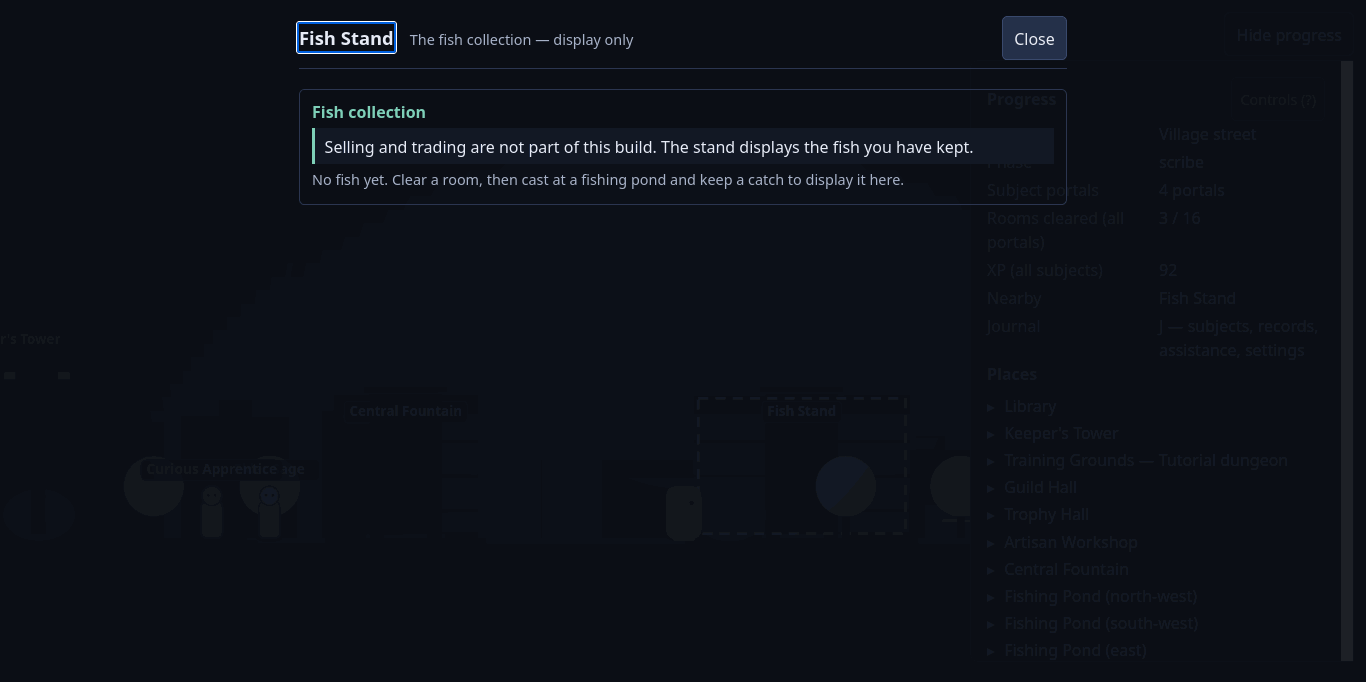 Fish Stand The fish collection — display only Close
Hide progress
Fish collection
Selling and trading are not part of this build. The stand displays the fish you have kept.
No fish yet. Clear a room, then cast at a fishing pond and keep a catch to display it here.
Progress
Controls (?)
Village street
Phase scribe
Subject portals 4 portals
Rooms cleared (all portals) 3 / 16
XP (all subjects) 92
Nearby Fish Stand
Journal J — subjects, records, assistance, settings
Places
► Library
► Keeper's Tower
► Training Grounds — Tutorial dungeon
► Guild Hall
► Trophy Hall
► Artisan Workshop
► Central Fountain
► Fishing Pond (north-west)
► Fishing Pond (south-west)
► Fishing Pond (east)
r's Tower
Central Fountain
Fish Stand
Curious Apprentice